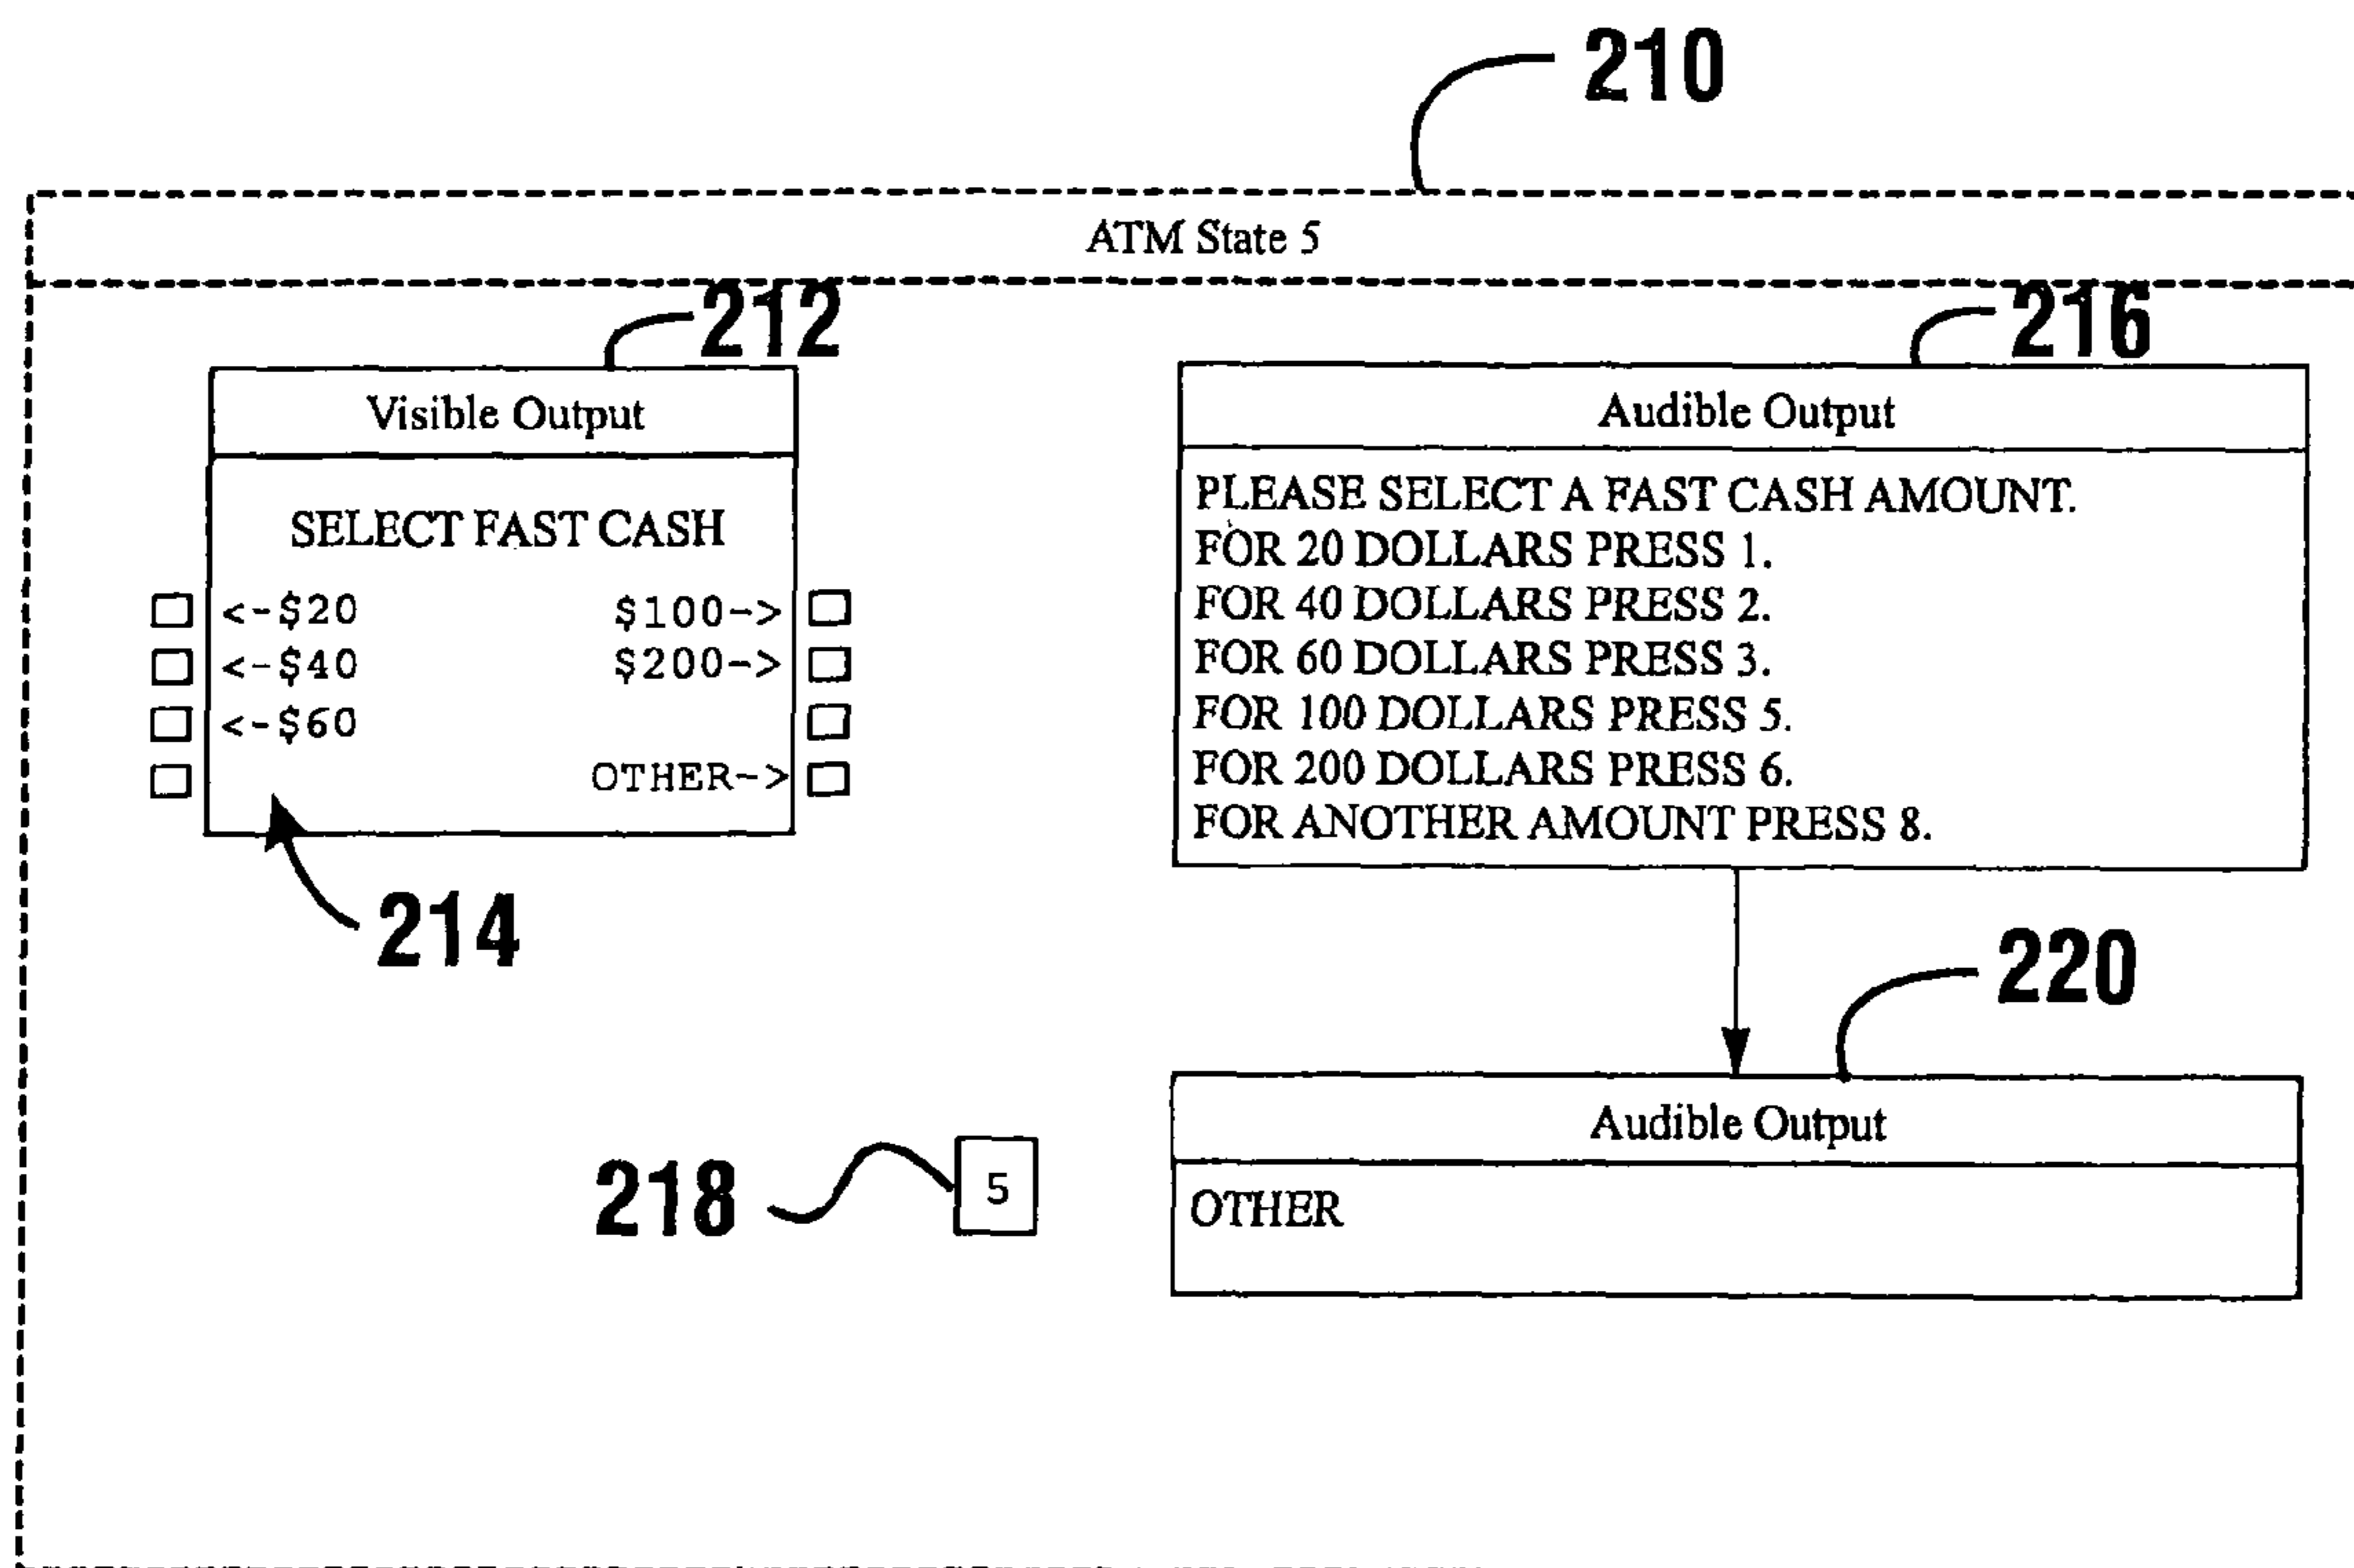 210
ATM State 5
212
216
Visible Output
Audible Output
SELECT FAST CASH
<-$20 $100->
<-$40 $200->
<-$60
OTHER->
PLEASE SELECT A FAST CASH AMOUNT.
FOR 20 DOLLARS PRESS 1.
FOR 40 DOLLARS PRESS 2.
FOR 60 DOLLARS PRESS 3.
FOR 100 DOLLARS PRESS 5.
FOR 200 DOLLARS PRESS 6.
FOR ANOTHER AMOUNT PRESS 8.
214
220
Audible Output
218
5
OTHER